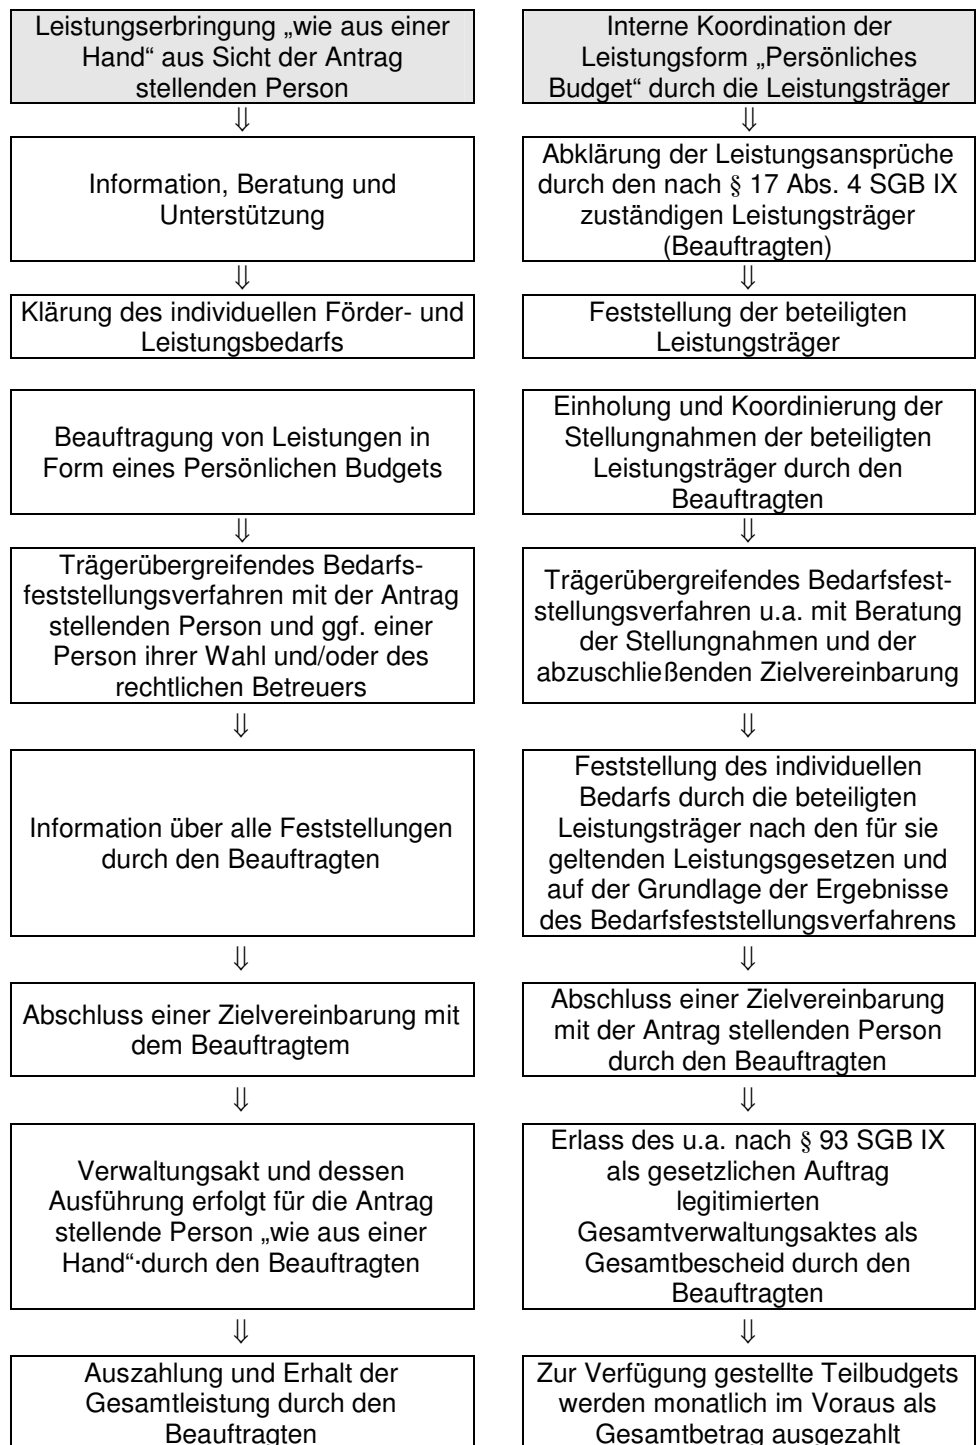 Leistungserbringung „wie aus einer
Hand“ aus Sicht der Antrag
stellenden Person
Interne Koordination der
Leistungsform „Persönliches
Budget“ durch die Leistungsträger
⇓
⇓
Information, Beratung und
Unterstützung
Abklärung der Leistungsansprüche
durch den nach § 17 Abs. 4 SGB IX
zuständigen Leistungsträger
(Beauftragten)
⇓
⇓
Klärung des individuellen Förder- und
Leistungsbedarfs
Feststellung der beteiligten
Leistungsträger
Beauftragung von Leistungen in
Form eines Persönlichen Budgets
Einholung und Koordinierung der
Stellungnahmen der beteiligten
Leistungsträger durch den
Beauftragten
⇓
⇓
Trägerübergreifendes Bedarfs-
feststellungsverfahren mit der Antrag
stellenden Person und ggf. einer
Person ihrer Wahl und/oder des
rechtlichen Betreuers
Trägerübergreifendes Bedarfsfest-
stellungsverfahren u.a. mit Beratung
der Stellungnahmen und der
abzuschließenden Zielvereinbarung
⇓
⇓
Information über alle Feststellungen
durch den Beauftragten
Feststellung des individuellen
Bedarfs durch die beteiligten
Leistungsträger nach den für sie
geltenden Leistungsgesetzen und
auf der Grundlage der Ergebnisse
des Bedarfsfeststellungsverfahrens
⇓
⇓
Abschluss einer Zielvereinbarung mit
dem Beauftragtem
Abschluss einer Zielvereinbarung
mit der Antrag stellenden Person
durch den Beauftragten
⇓
⇓
Verwaltungsakt und dessen
Ausführung erfolgt für die Antrag
stellende Person „wie aus einer
Hand“·durch den Beauftragten
Erlass des u.a. nach § 93 SGB IX
als gesetzlichen Auftrag
legitimierten
Gesamtverwaltungsaktes als
Gesamtbescheid durch den
Beauftragten
⇓
⇓
Auszahlung und Erhalt der
Gesamtleistung durch den
Beauftragten
Zur Verfügung gestellte Teilbudgets
werden monatlich im Voraus als
Gesamtbetrag ausgezahlt